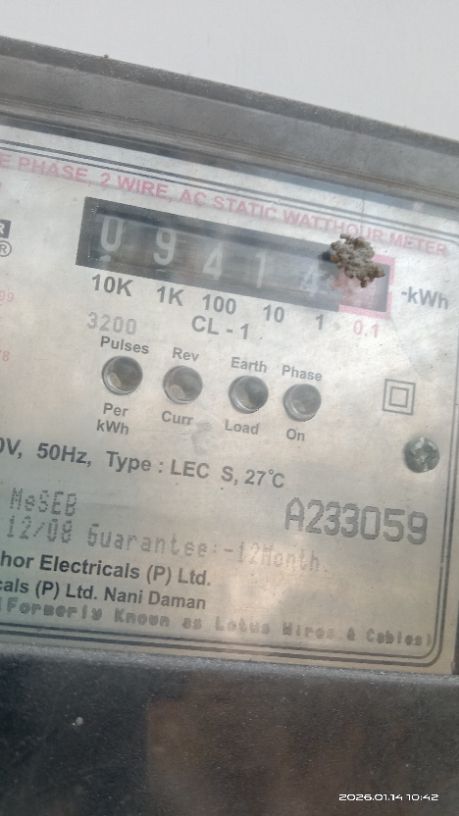 E PHASE, 2 WIRE, AC STATIC WATTHOUR METER
R
®
0 9 4 1 4
-kWh
10K 1K 100 10 1 0.1
3200 CL - 1
Pulses Rev Earth Phase
Per Curr Load On
kWh
0V, 50Hz, Type : LEC S, 27°C
MeSEB
A233059
12/08 Guarantee:-12Month.
hor Electricals (P) Ltd.
cals (P) Ltd. Nani Daman
(Formerly Known as Lotus Wires & Cables)
2026.01.14 10:42